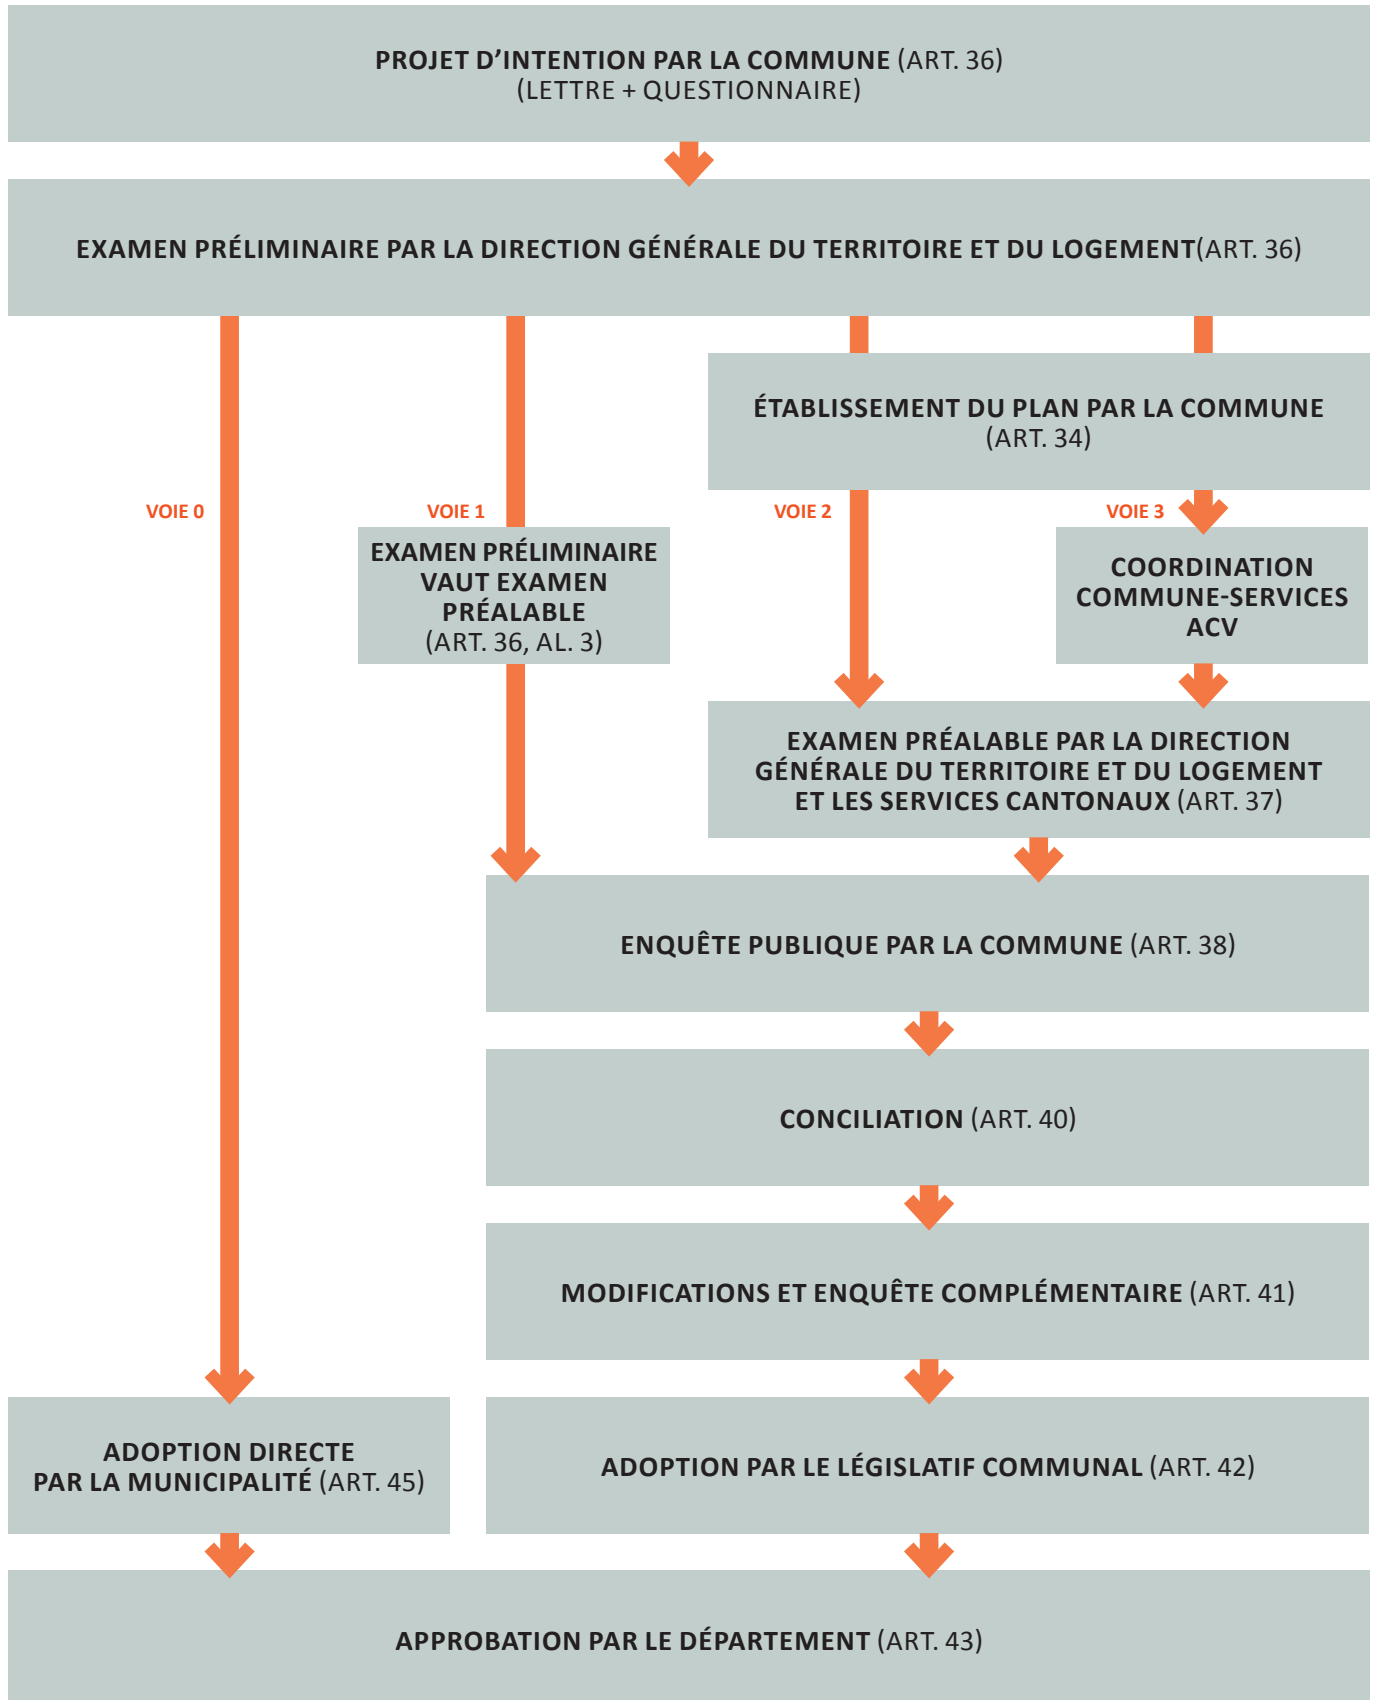 PROJET D’INTENTION PAR LA COMMUNE (ART. 36)
(LETTRE + QUESTIONNAIRE)
EXAMEN PRÉLIMINAIRE PAR LA DIRECTION GÉNÉRALE DU TERRITOIRE ET DU LOGEMENT(ART. 36)
ÉTABLISSEMENT DU PLAN PAR LA COMMUNE
(ART. 34)
VOIE 0
VOIE 1
VOIE 2
VOIE 3
EXAMEN PRÉLIMINAIRE
VAUT EXAMEN
PRÉALABLE
(ART. 36, AL. 3)
COORDINATION
COMMUNE-SERVICES
ACV
EXAMEN PRÉALABLE PAR LA DIRECTION
GÉNÉRALE DU TERRITOIRE ET DU LOGEMENT
ET LES SERVICES CANTONAUX (ART. 37)
ENQUÊTE PUBLIQUE PAR LA COMMUNE (ART. 38)
CONCILIATION (ART. 40)
MODIFICATIONS ET ENQUÊTE COMPLÉMENTAIRE (ART. 41)
ADOPTION DIRECTE
PAR LA MUNICIPALITÉ (ART. 45)
ADOPTION PAR LE LÉGISLATIF COMMUNAL (ART. 42)
APPROBATION PAR LE DÉPARTEMENT (ART. 43)